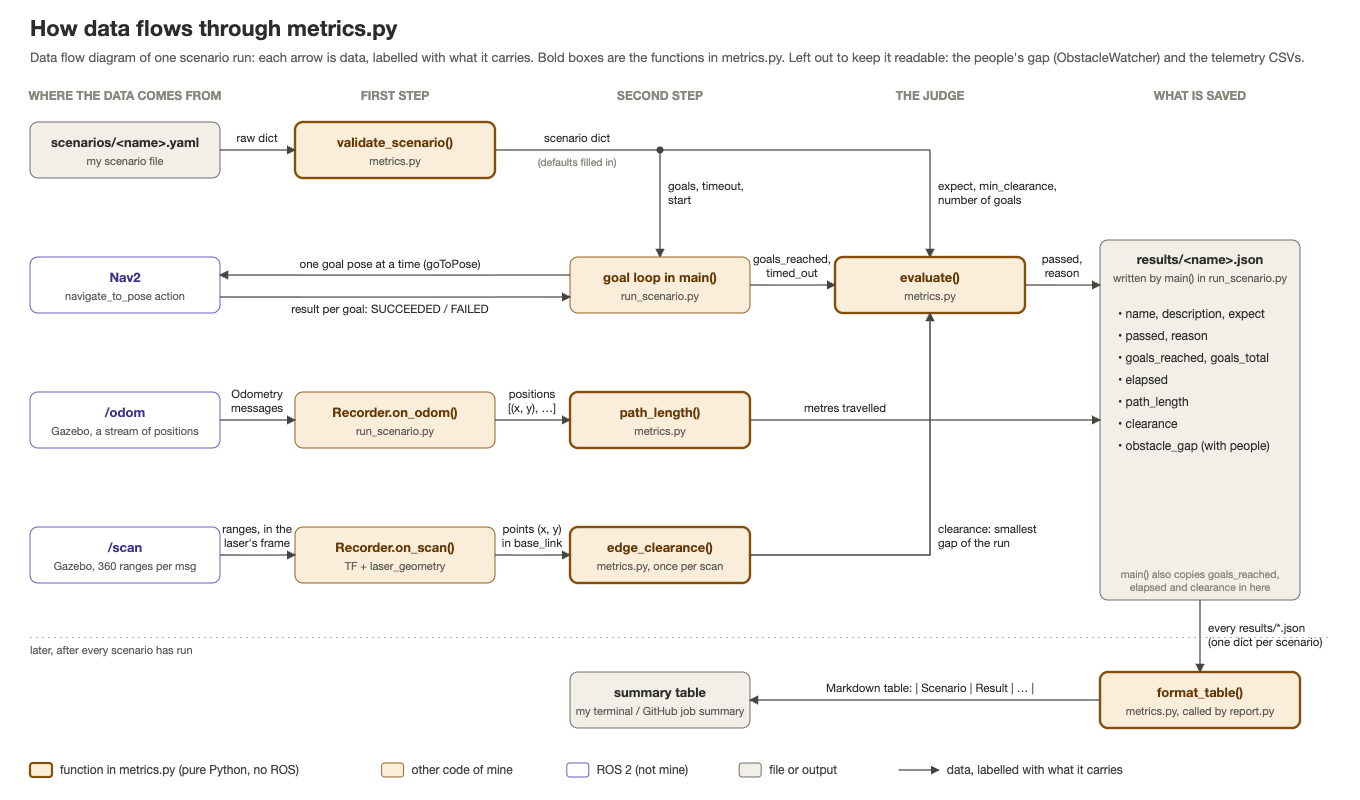 How data flows through metrics.py
Data flow diagram of one scenario run: each arrow is data, labelled with what it carries. Bold boxes are the functions in metrics.py. Left out to keep it readable: the people's gap (ObstacleWatcher) and the telemetry CSVs.
WHERE THE DATA COMES FROM
FIRST STEP
SECOND STEP
THE JUDGE
WHAT IS SAVED
scenarios/<name>.yaml
my scenario file
raw dict
validate_scenario()
metrics.py
scenario dict
(defaults filled in)
goals, timeout,
start
expect, min_clearance,
number of goals
Nav2
navigate_to_pose action
one goal pose at a time (goToPose)
result per goal: SUCCEEDED / FAILED
goal loop in main()
run_scenario.py
goals_reached,
timed_out
evaluate()
metrics.py
passed,
reason
results/<name>.json
written by main() in run_scenario.py
• name, description, expect
• passed, reason
• goals_reached, goals_total
• elapsed
• path_length
• clearance
• obstacle_gap (with people)
main() also copies goals_reached,
elapsed and clearance in here
/odom
Gazebo, a stream of positions
Odometry
messages
Recorder.on_odom()
run_scenario.py
positions
[(x, y), …]
path_length()
metrics.py
metres travelled
/scan
Gazebo, 360 ranges per msg
ranges, in the
laser's frame
Recorder.on_scan()
TF + laser_geometry
points (x, y)
in base_link
edge_clearance()
metrics.py, once per scan
clearance: smallest
gap of the run
every results/*.json
(one dict per scenario)
later, after every scenario has run
summary table
my terminal / GitHub job summary
Markdown table: | Scenario | Result | … |
format_table()
metrics.py, called by report.py
function in metrics.py (pure Python, no ROS)
other code of mine
ROS 2 (not mine)
file or output
data, labelled with what it carries